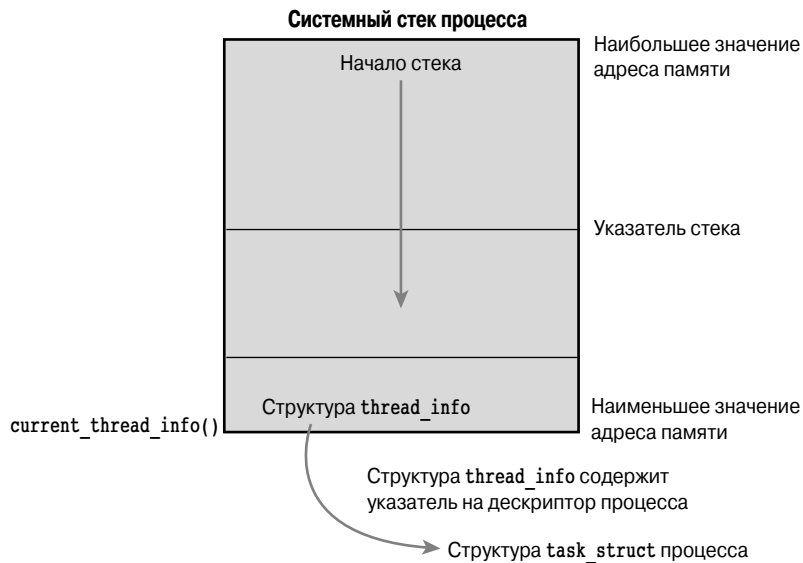 Системный стек процесса
Наибольшее значение
адреса памяти
Начало стека
Указатель стека
Структура thread_info
current_thread_info()
Наименьшее значение
адреса памяти
Структура thread_info содержит
указатель на дескриптор процесса
Структура task_struct процесса